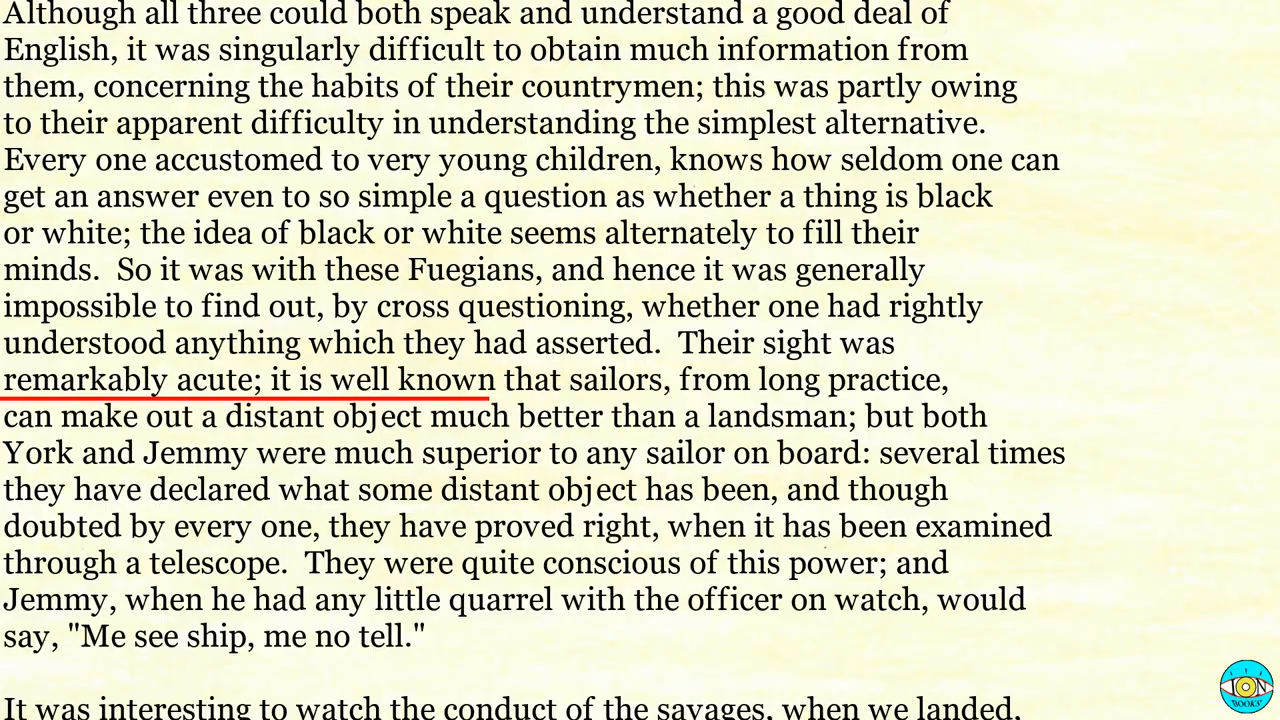 Although all three could both speak and understand a good deal of
English, it was singularly difficult to obtain much information from
them, concerning the habits of their countrymen; this was partly owing
to their apparent difficulty in understanding the simplest alternative.
Every one accustomed to very young children, knows how seldom one can
get an answer even to so simple a question as whether a thing is black
or white; the idea of black or white seems alternately to fill their
minds.  So it was with these Fuegians, and hence it was generally
impossible to find out, by cross questioning, whether one had rightly
understood anything which they had asserted.  Their sight was
remarkably acute; it is well known that sailors, from long practice,
can make out a distant object much better than a landsman; but both
York and Jemmy were much superior to any sailor on board: several times
they have declared what some distant object has been, and though
doubted by every one, they have proved right, when it has been examined
through a telescope.  They were quite conscious of this power; and
Jemmy, when he had any little quarrel with the officer on watch, would
say, "Me see ship, me no tell."
It was interesting to watch the conduct of the savages, when we landed,
ION
BOOKS